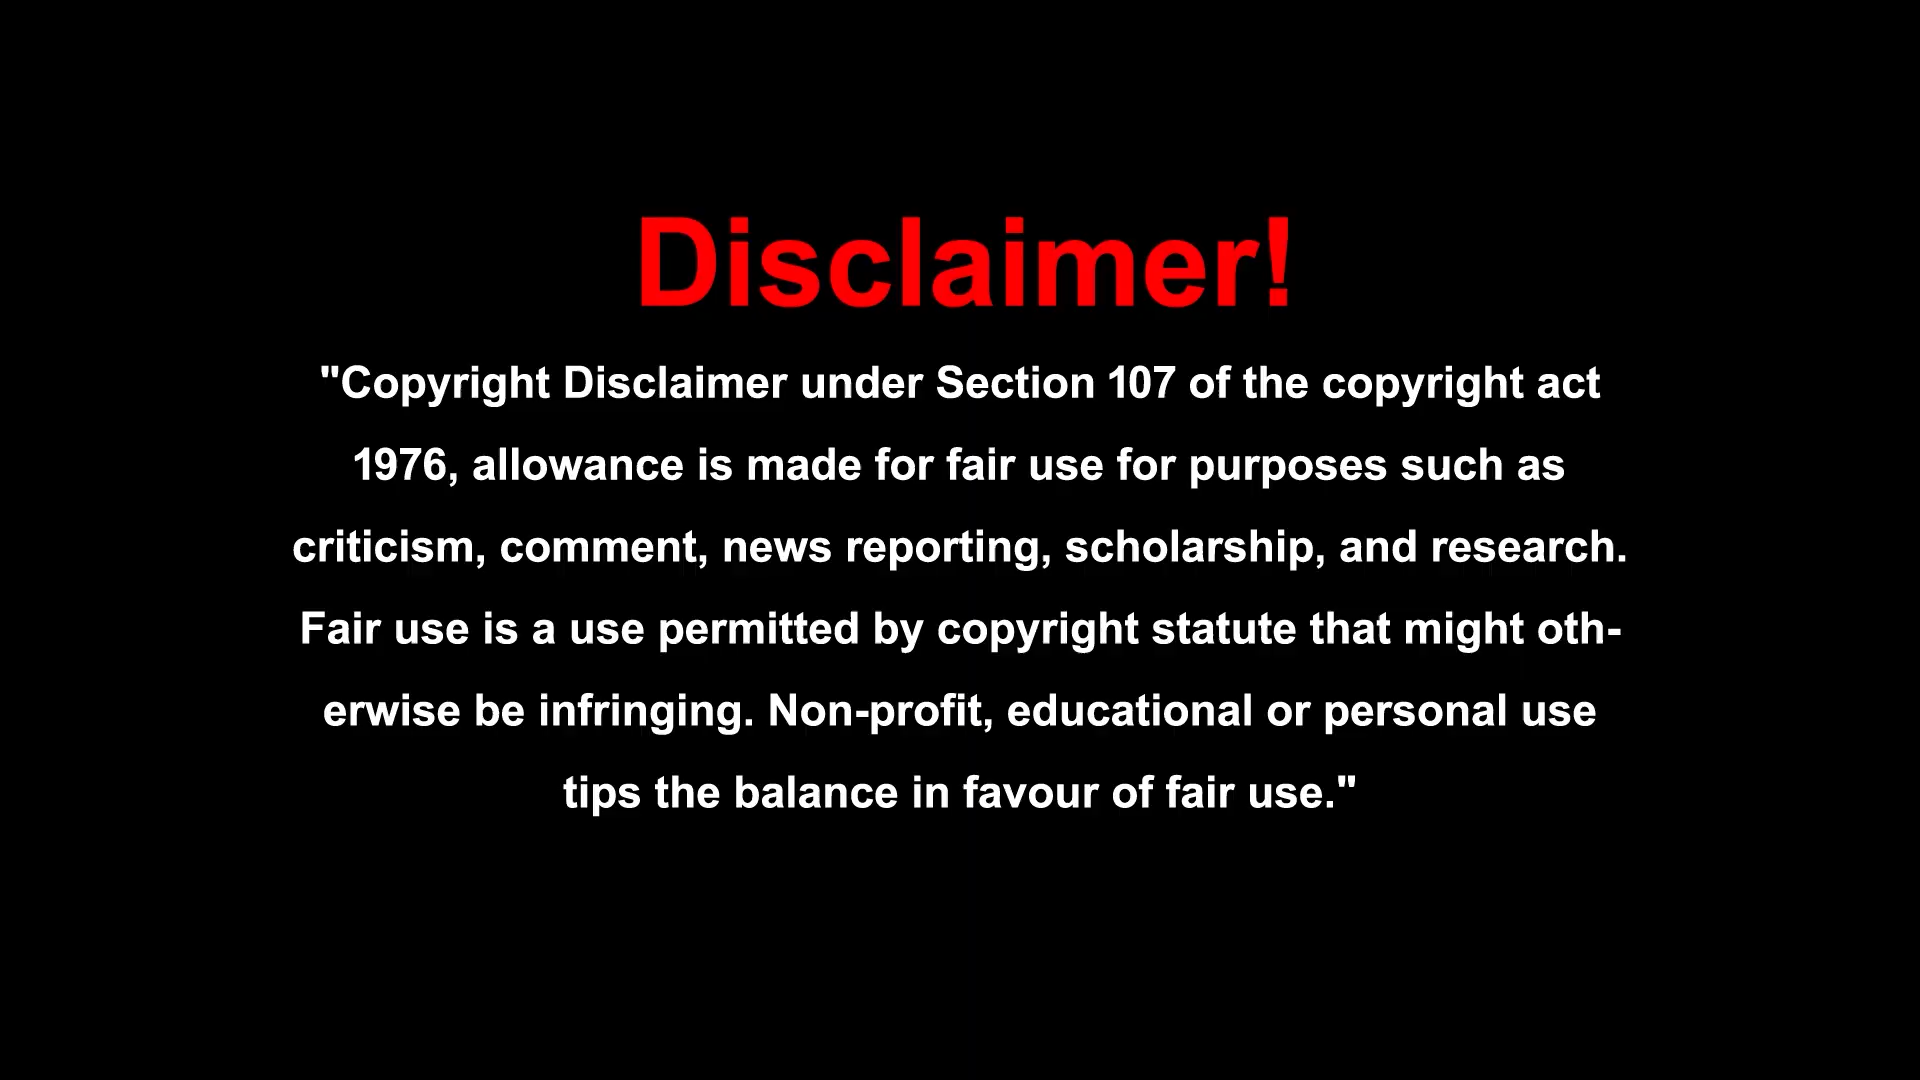 Disclaimer!
"Copyright Disclaimer under Section 107 of the copyright act
1976, allowance is made for fair use for purposes such as
criticism, comment, news reporting, scholarship, and research.
Fair use is a use permitted by copyright statute that might oth-
erwise be infringing. Non-profit, educational or personal use
tips the balance in favour of fair use."